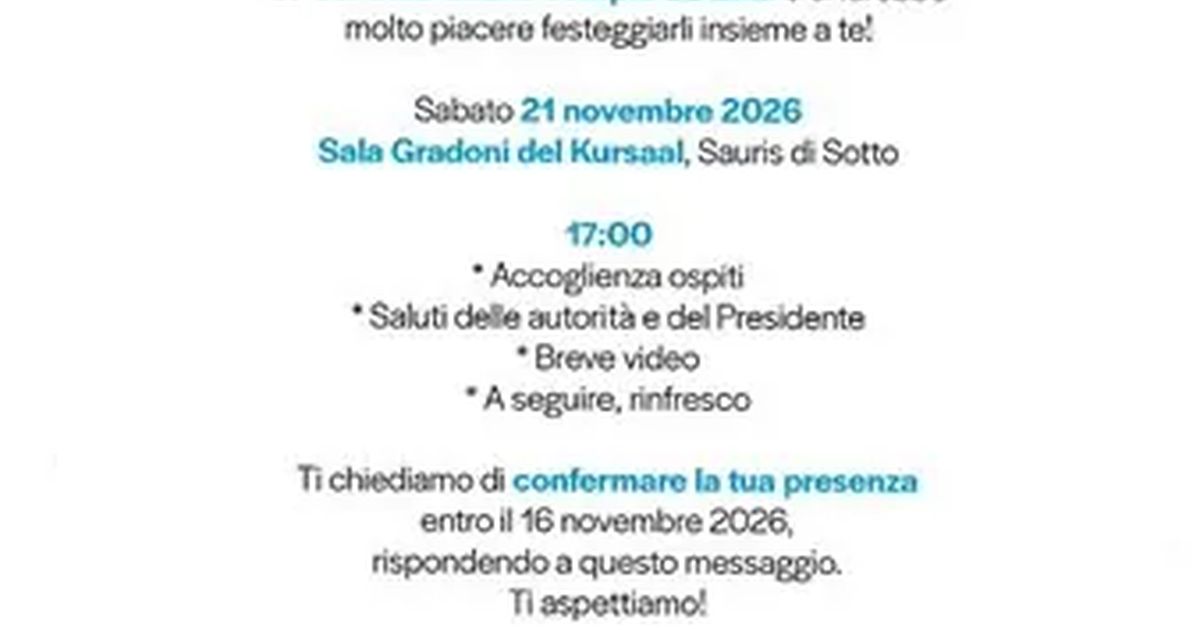 molto piacere festeggiarli insieme a te!
Sabato 21 novembre 2026
Sala Gradoni del Kursaal, Sauris di Sotto
17:00
* Accoglienza ospiti
* Saluti delle autorità e del Presidente
* Breve video
* A seguire, rinfresco
Ti chiediamo di confermare la tua presenza
entro il 16 novembre 2026,
rispondendo a questo messaggio.
Ti aspettiamo!